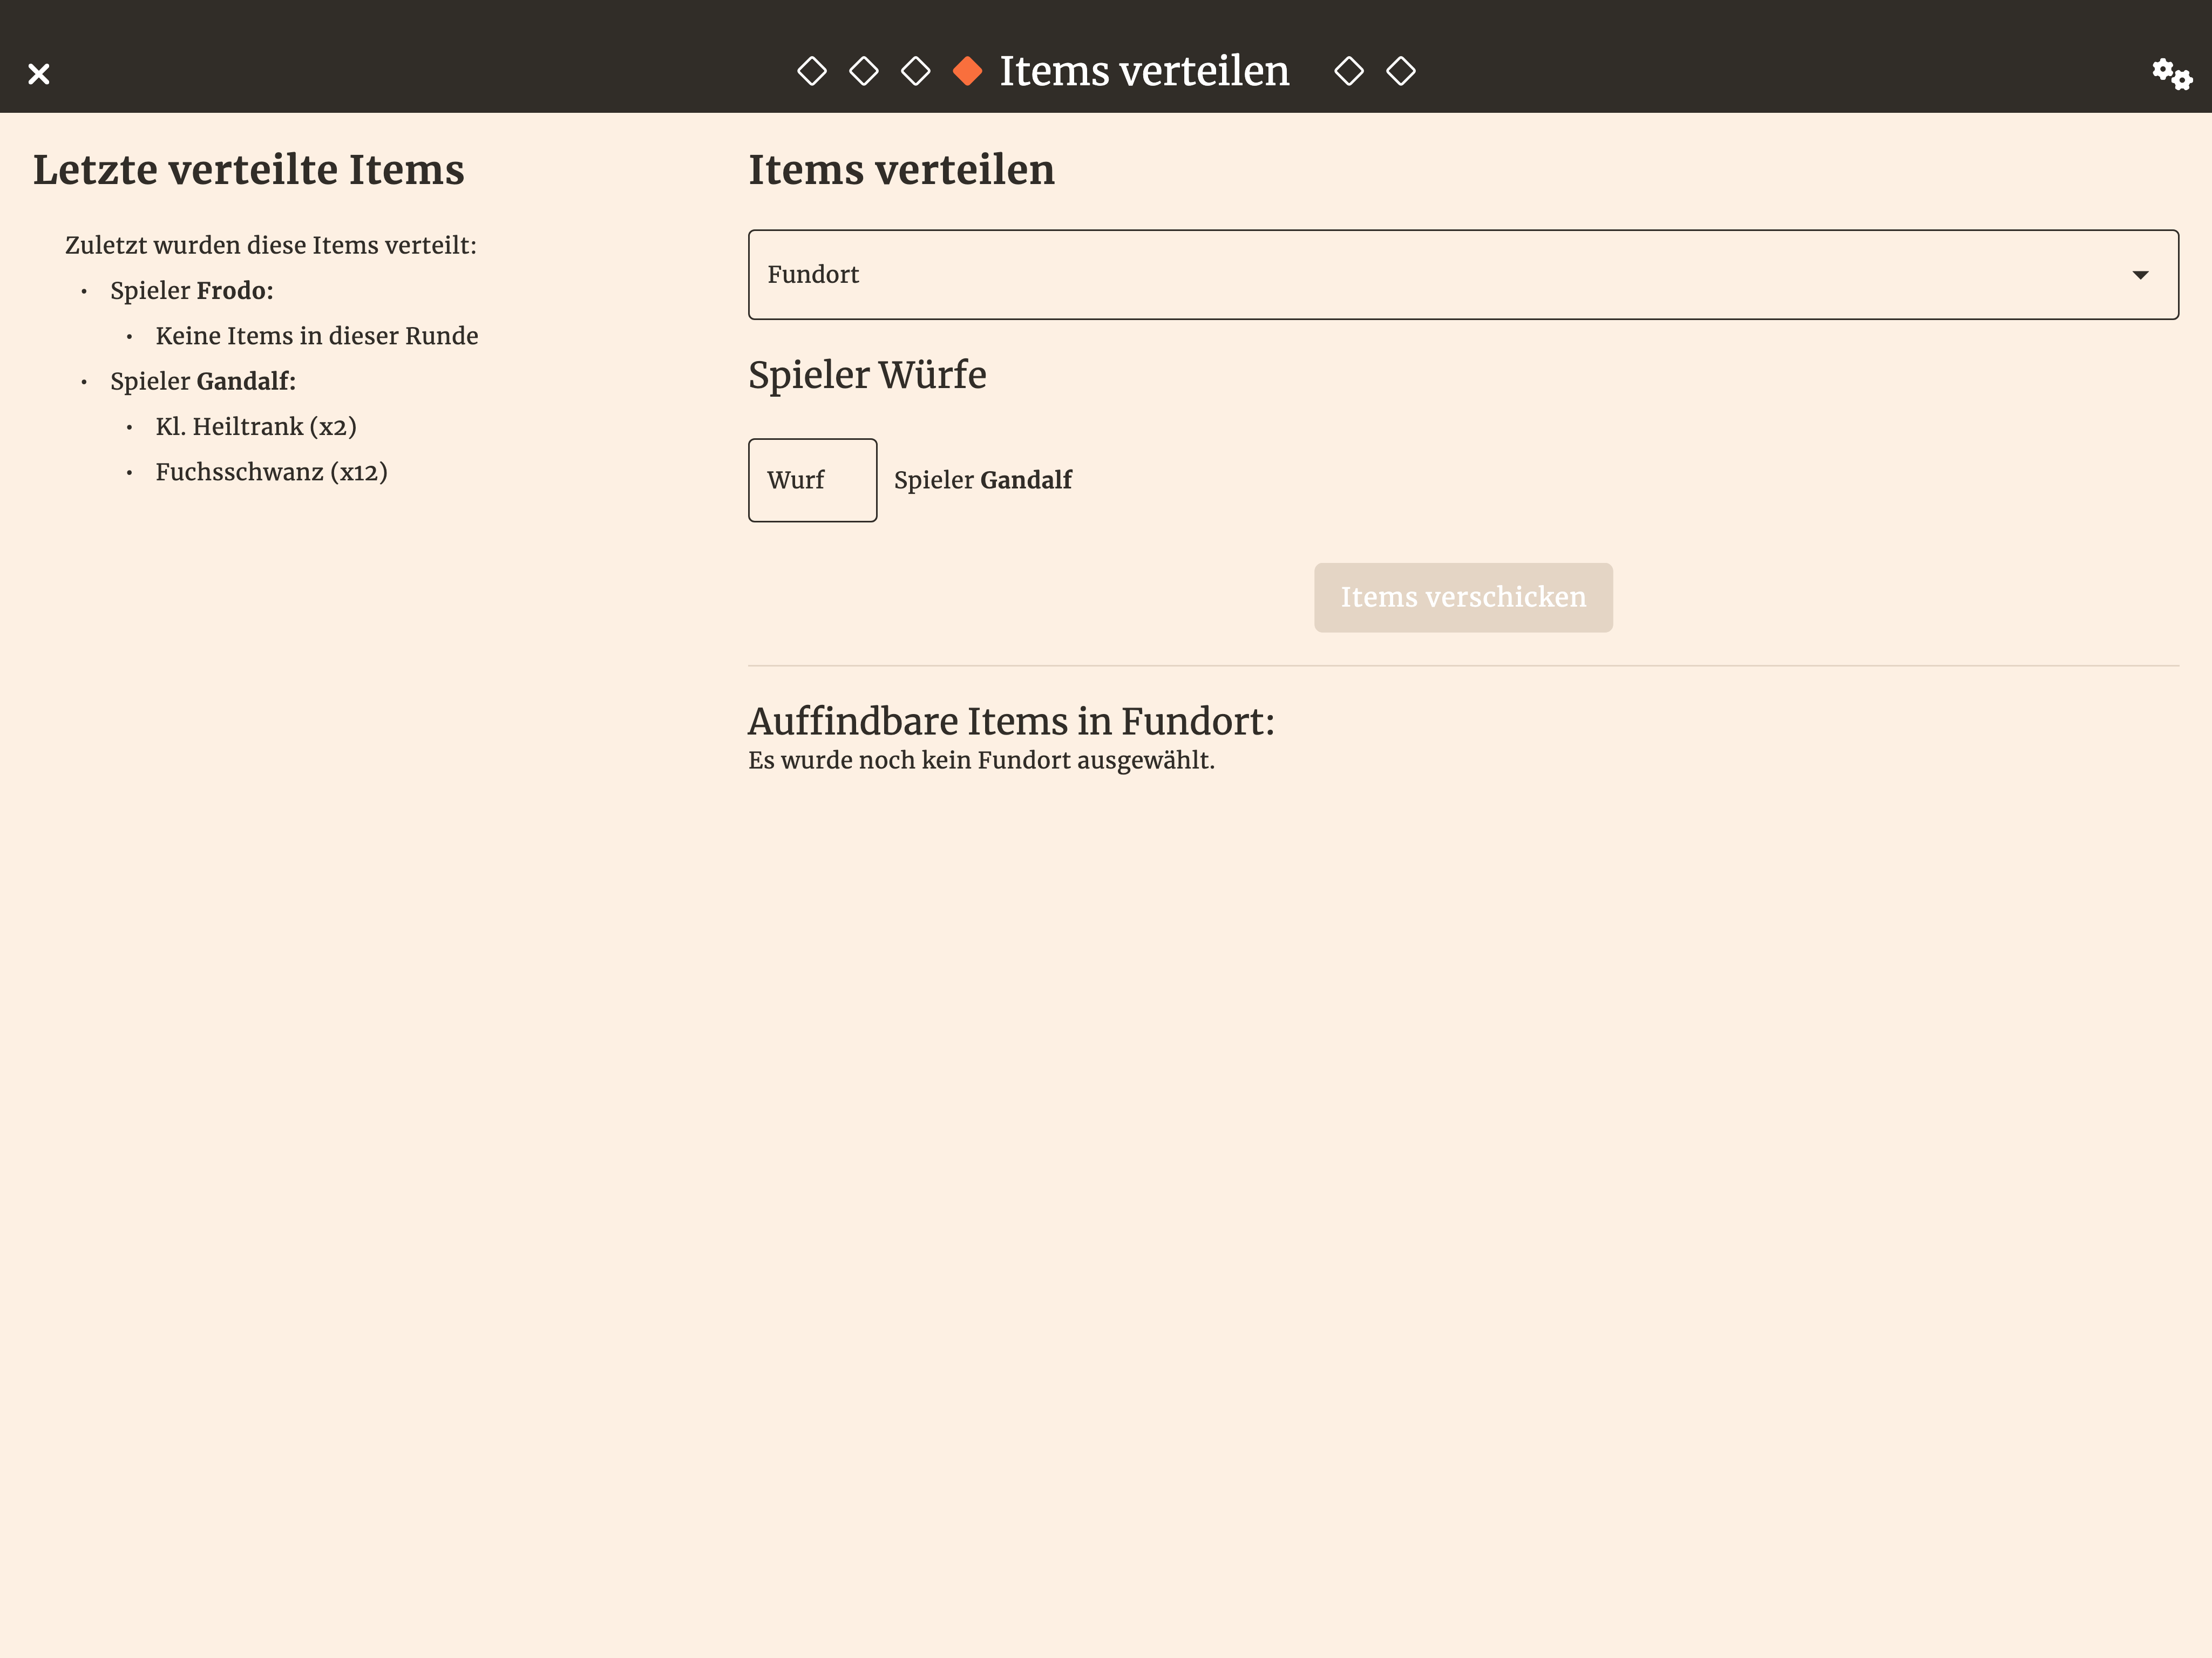 Items verteilen
Letzte verteilte Items
Zuletzt wurden diese Items verteilt:
• Spieler Frodo:
• Keine Items in dieser Runde
• Spieler Gandalf:
• Kl. Heiltrank (x2)
• Fuchsschwanz (x12)
Items verteilen
Fundort
Spieler Würfe
Wurf Spieler Gandalf
Items verschicken
Auffindbare Items in Fundort:
Es wurde noch kein Fundort ausgewählt.